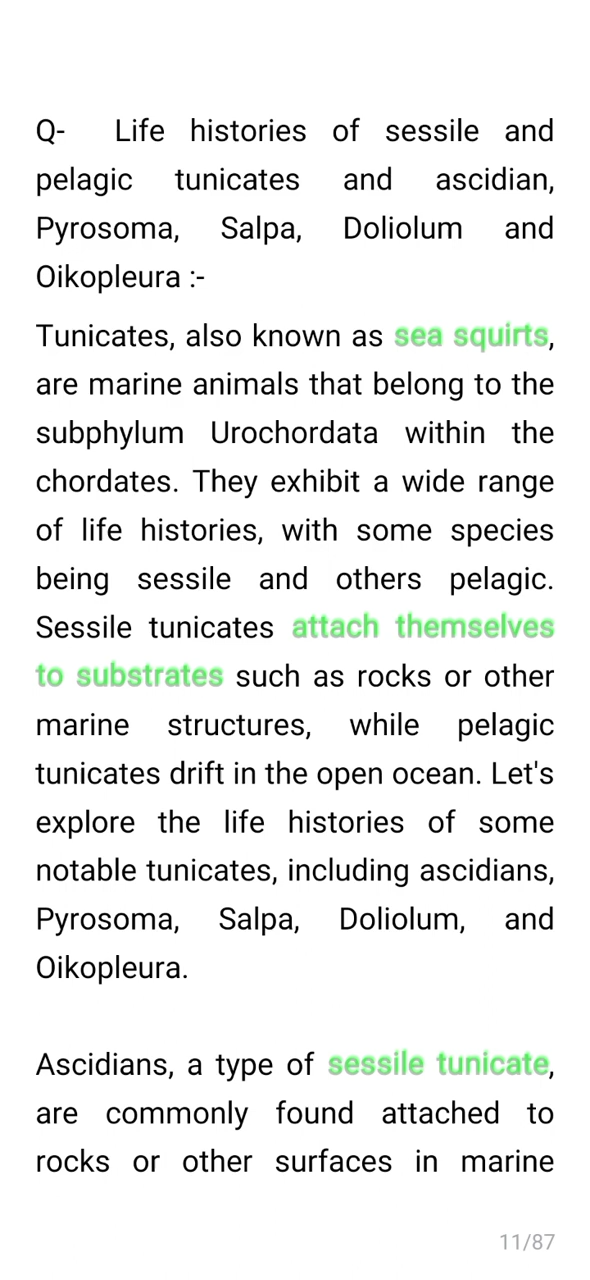 Q- Life histories of sessile and
pelagic tunicates and ascidian,
Pyrosoma, Salpa, Doliolum and
Oikopleura :-
Tunicates, also known as sea squirts,
are marine animals that belong to the
subphylum Urochordata within the
chordates. They exhibit a wide range
of life histories, with some species
being sessile and others pelagic.
Sessile tunicates attach themselves
to substrates such as rocks or other
marine structures, while pelagic
tunicates drift in the open ocean. Let's
explore the life histories of some
notable tunicates, including ascidians,
Pyrosoma, Salpa, Doliolum, and
Oikopleura.
Ascidians, a type of sessile tunicate,
are commonly found attached to
rocks or other surfaces in marine
11/87